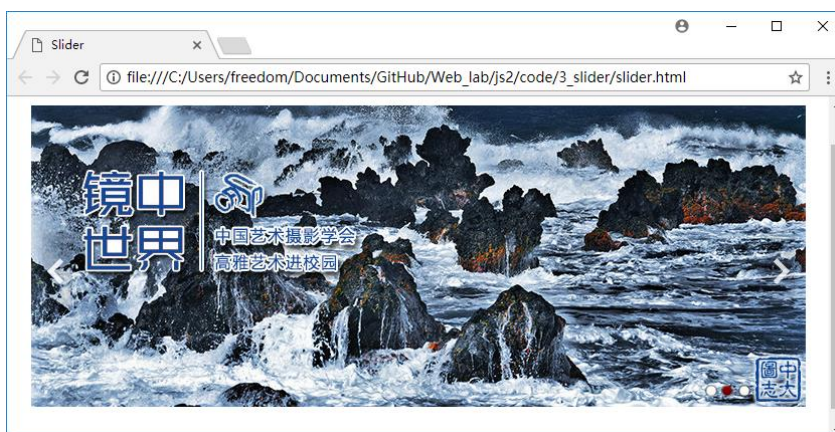 Slider
file:///C:/Users/freedom/Documents/GitHub/Web_lab/js2/code/3_slider/slider.html
镜中
世界
中国艺术摄影学会
高雅艺术进校园
圖中
志大